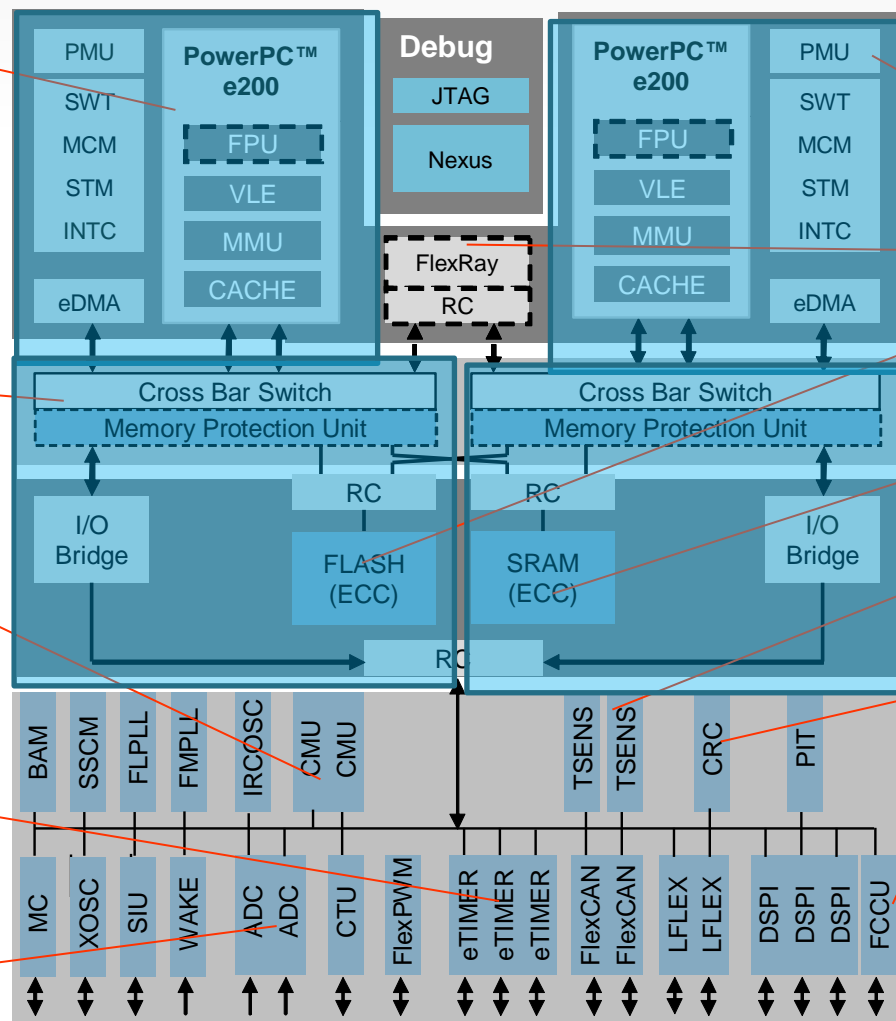 PMU
SWT
MCM
STM
INTC
eDMA
PowerPC™
e200
FPU
VLE
MMU
CACHE
Debug
JTAG
Nexus
FlexRay
RC
PowerPC™
e200
FPU
VLE
MMU
CACHE
PMU
SWT
MCM
STM
INTC
eDMA
Cross Bar Switch
Memory Protection Unit
Cross Bar Switch
Memory Protection Unit
I/O
Bridge
RC
FLASH
(ECC)
RC
SRAM
(ECC)
I/O
Bridge
RC
BAM
SSCM
FLPLL
FMPLL
IRCOSC
CMU
CMU
TSENS
TSENS
CRC
PIT
MC
XOSC
SIU
WAKE
ADC
ADC
CTU
FlexPWM
eTIMER
eTIMER
eTIMER
FlexCAN
FlexCAN
LFLEX
LFLEX
DSPI
DSPI
DSPI
FCCU